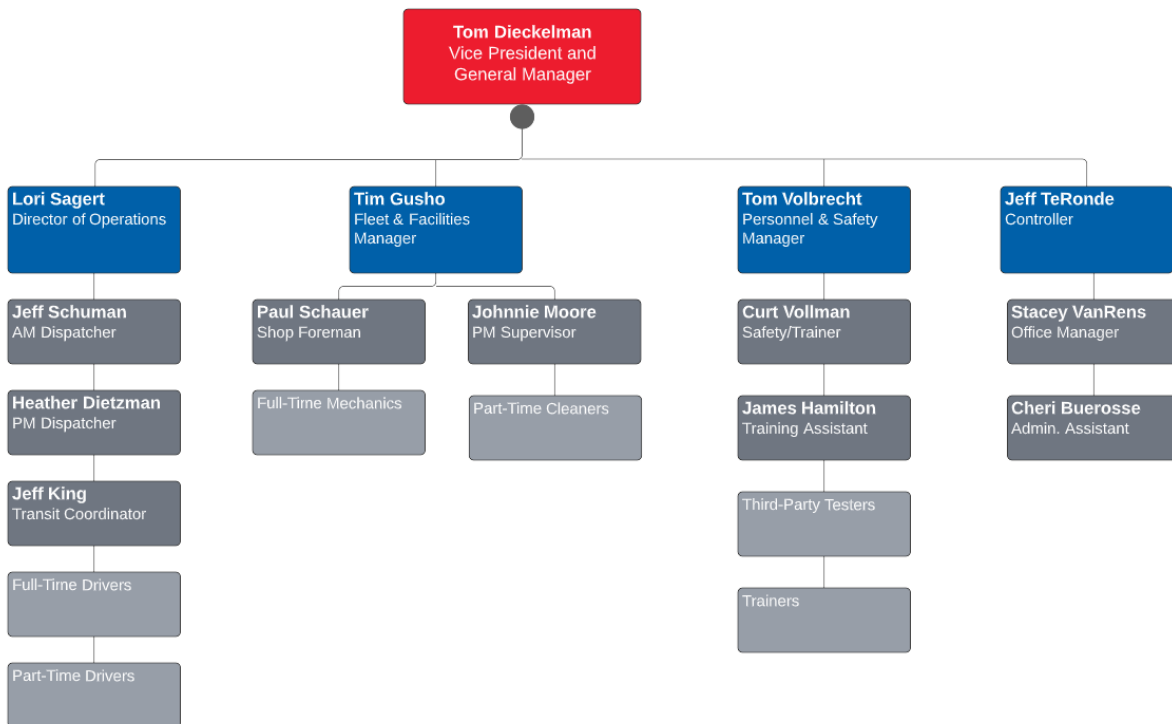 Tom Dieckelman
Vice President and
General Manager
Lori Sagert
Director of Operations
Tim Gusho
Fleet & Facilities
Manager
Tom Volbrecht
Personnel & Safety
Manager
Jeff TeRonde
Controller
Jeff Schuman
AM Dispatcher
Paul Schauer
Shop Foreman
Johnnie Moore
PM Supervisor
Curt Vollman
Safety/Trainer
Stacey VanRens
Office Manager
Heather Dietzman
PM Dispatcher
Full-Tirne Mechanics
Part-Time Cleaners
James Hamilton
Training Assistant
Cheri Buerosse
Admin. Assistant
Jeff King
Transit Coordinator
Third-Party Testers
Full-Tirne Drivers
Trainers
Part-Time Drivers